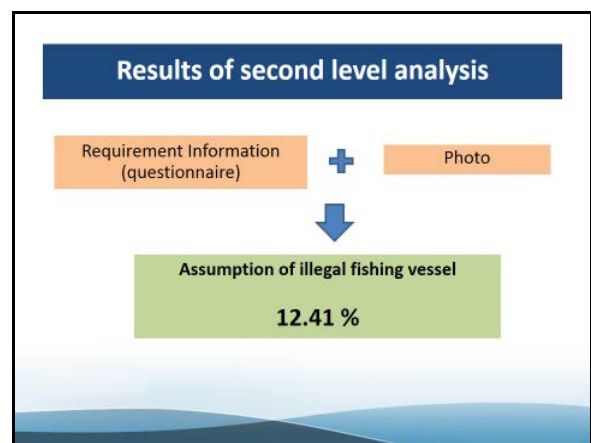 Results of second level analysis
Requirement Information
(questionnaire)
Photo
Assumption of illegal fishing vessel
12.41 %